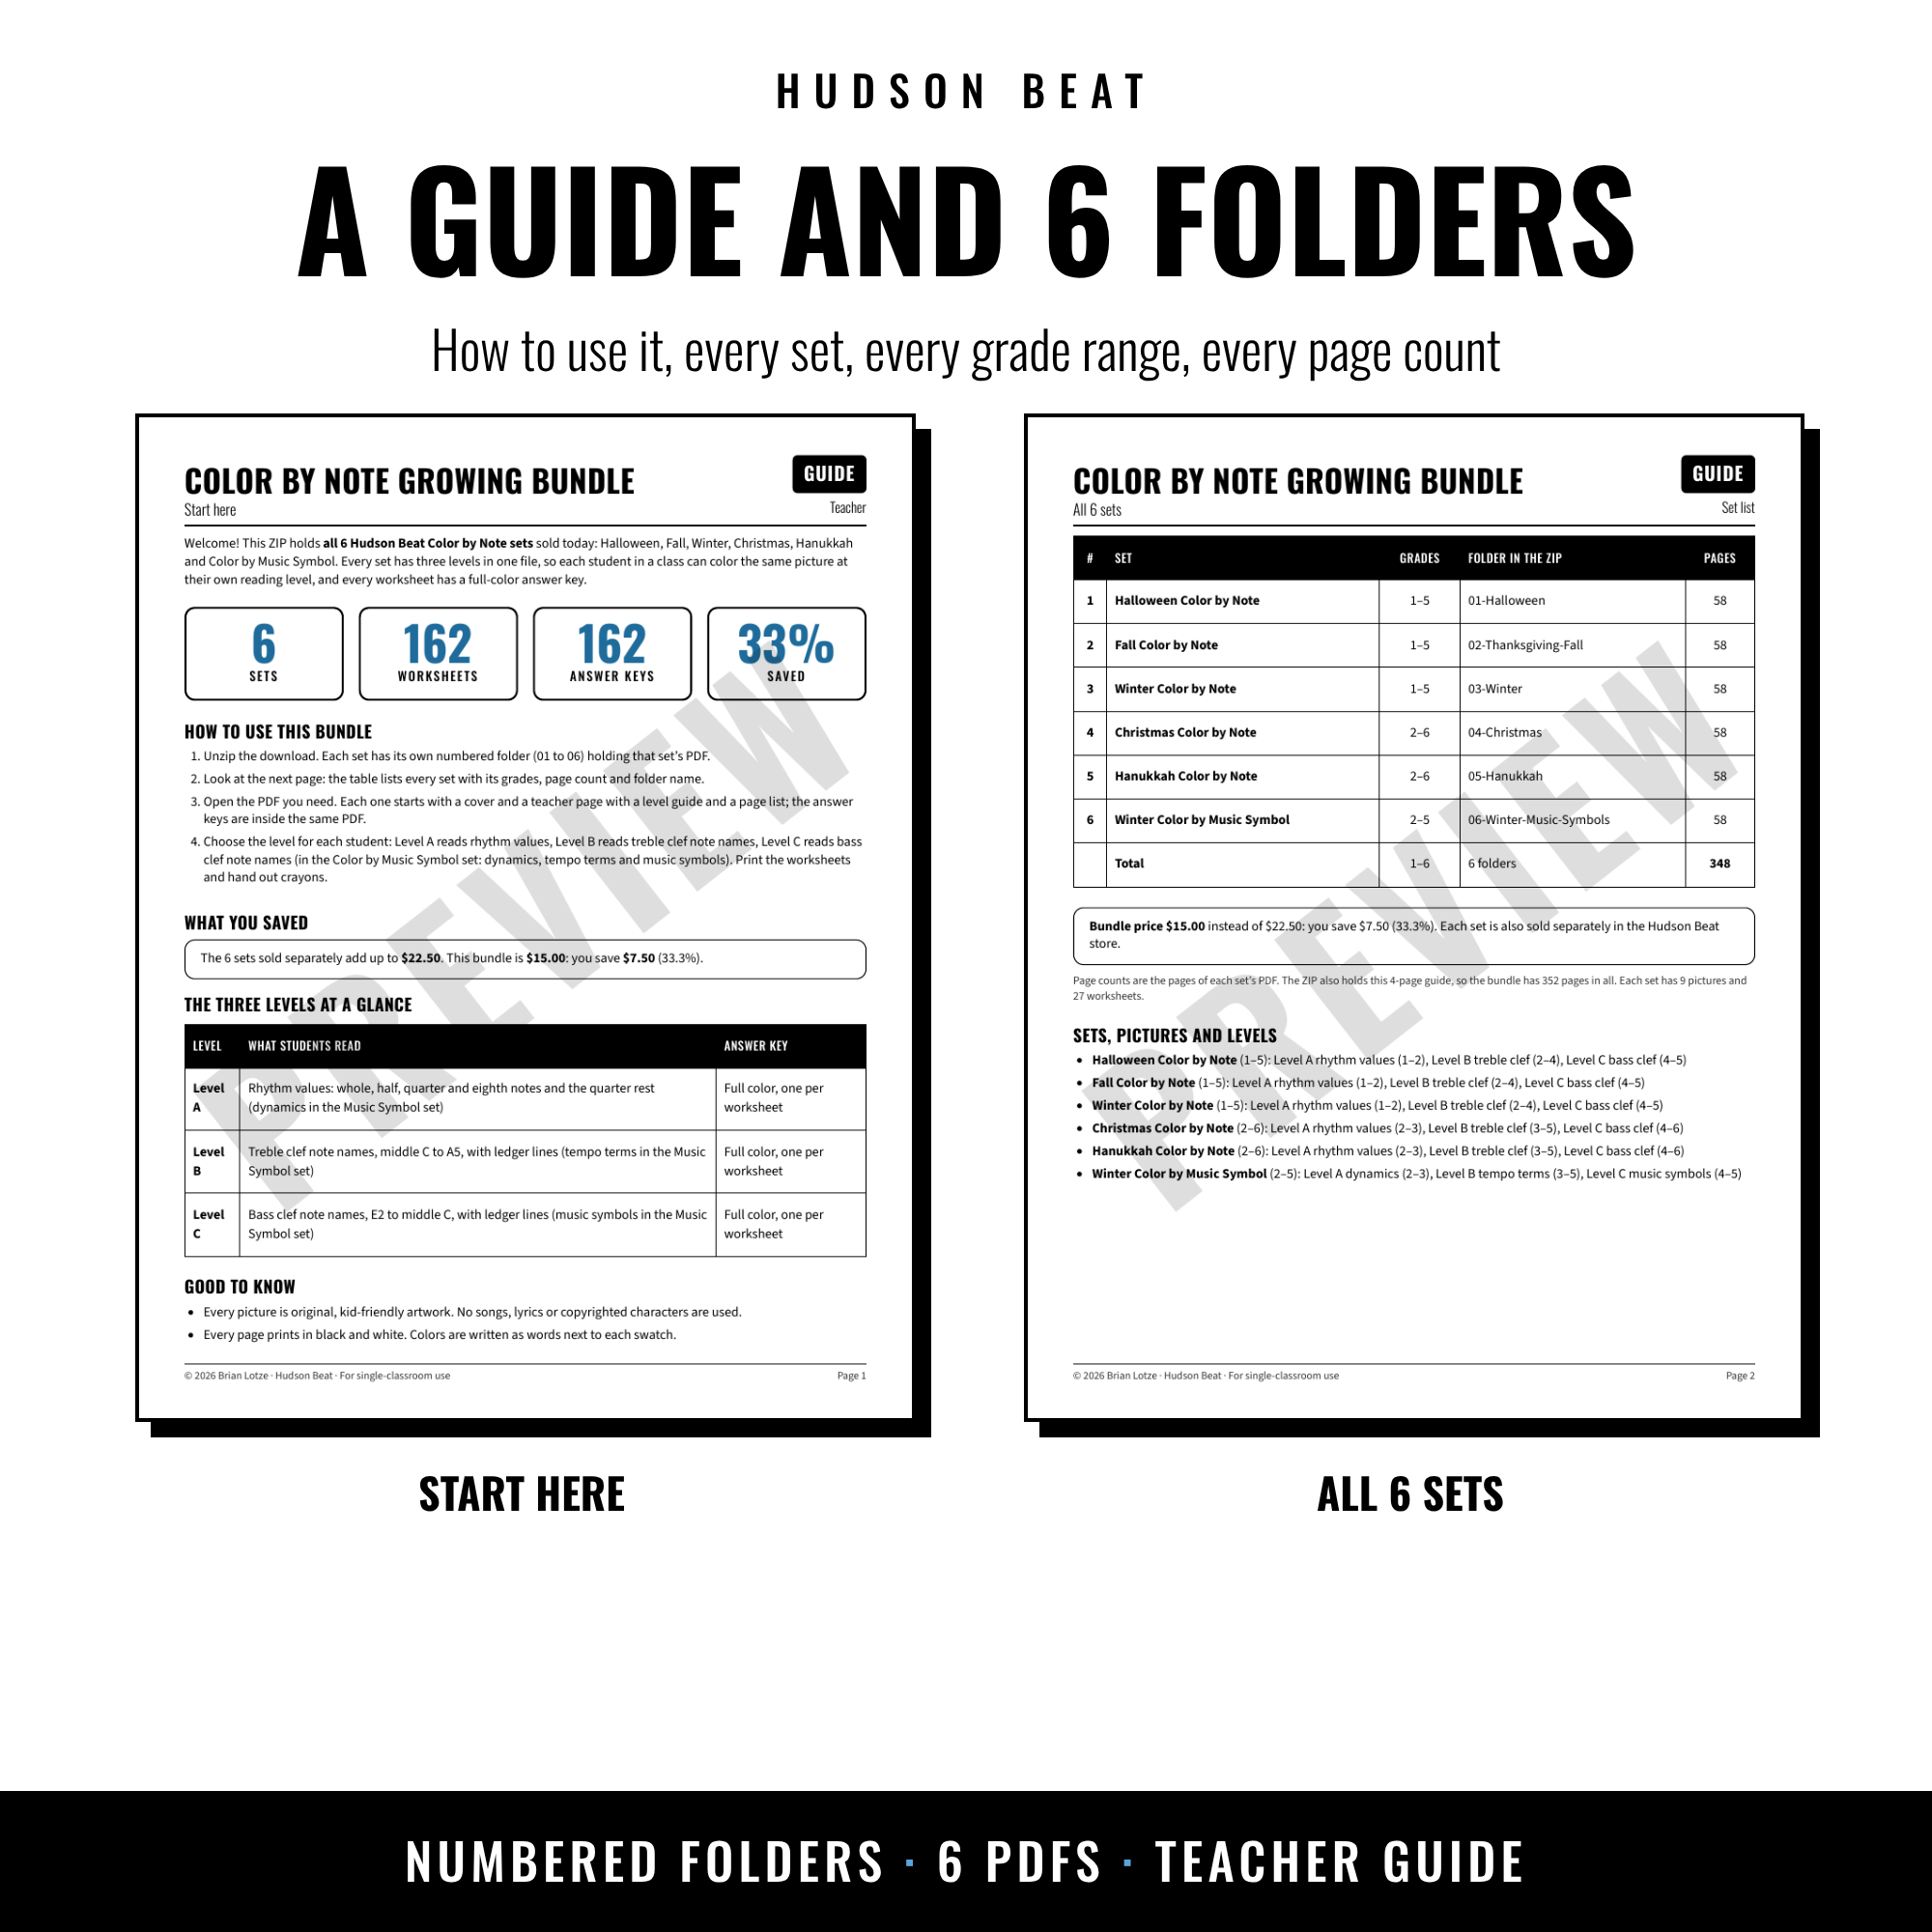 HUDSON BEAT
A GUIDE AND 6 FOLDERS
How to use it, every set, every grade range, every page count
COLOR BY NOTE GROWING BUNDLE
GUIDE
Start here
Teacher
Welcome! This ZIP holds all 6 Hudson Beat Color by Note sets sold today: Halloween, Fall, Winter, Christmas, Hanukkah
and Color by Music Symbol. Every set has three levels in one file, so each student in a class can color the same picture at
their own reading level, and every worksheet has a full-color answer key.
6
SETS
162
WORKSHEETS
162
ANSWER KEYS
33%
SAVED
HOW TO USE THIS BUNDLE
1. Unzip the download. Each set has its own numbered folder (01 to 06) holding that set's PDF.
2. Look at the next page: the table lists every set with its grades, page count and folder name.
3. Open the PDF you need. Each one starts with a cover and a teacher page with a level guide and a page list; the answer
keys are inside the same PDF.
4. Choose the level for each student: Level A reads rhythm values, Level B reads treble clef note names, Level C reads bass
clef note names (in the Color by Music Symbol set: dynamics, tempo terms and music symbols). Print the worksheets
and hand out crayons.
WHAT YOU SAVED
The 6 sets sold separately add up to $22.50. This bundle is $15.00: you save $7.50 (33.3%).
THE THREE LEVELS AT A GLANCE
LEVEL WHAT STUDENTS READ ANSWER KEY
Level A
Rhythm values: whole, half, quarter and eighth notes and the quarter rest
(dynamics in the Music Symbol set)
Full color, one per
worksheet
Level B
Treble clef note names, middle C to A5, with ledger lines (tempo terms in the Music
Symbol set)
Full color, one per
worksheet
Level C
Bass clef note names, E2 to middle C, with ledger lines (music symbols in the Music
Symbol set)
Full color, one per
worksheet
GOOD TO KNOW
• Every picture is original, kid-friendly artwork. No songs, lyrics or copyrighted characters are used.
• Every page prints in black and white. Colors are written as words next to each swatch.
© 2026 Brian Lotze · Hudson Beat · For single-classroom use
Page 1
PREVIEW
START HERE
COLOR BY NOTE GROWING BUNDLE
GUIDE
All 6 sets
Set list
# SET GRADES FOLDER IN THE ZIP PAGES
1 Halloween Color by Note 1–5 01-Halloween 58
2 Fall Color by Note 1–5 02-Thanksgiving-Fall 58
3 Winter Color by Note 1–5 03-Winter 58
4 Christmas Color by Note 2–6 04-Christmas 58
5 Hanukkah Color by Note 2–6 05-Hanukkah 58
6 Winter Color by Music Symbol 2–5 06-Winter-Music-Symbols 58
Total 1–6 6 folders 348
Bundle price $15.00 instead of $22.50: you save $7.50 (33.3%). Each set is also sold separately in the Hudson Beat
store.
Page counts are the pages of each set's PDF. The ZIP also holds this 4-page guide, so the bundle has 352 pages in all. Each set has 9 pictures and
27 worksheets.
SETS, PICTURES AND LEVELS
• Halloween Color by Note (1–5): Level A rhythm values (1–2), Level B treble clef (2–4), Level C bass clef (4–5)
• Fall Color by Note (1–5): Level A rhythm values (1–2), Level B treble clef (2–4), Level C bass clef (4–5)
• Winter Color by Note (1–5): Level A rhythm values (1–2), Level B treble clef (2–4), Level C bass clef (4–5)
• Christmas Color by Note (2–6): Level A rhythm values (2–3), Level B treble clef (3–5), Level C bass clef (4–6)
• Hanukkah Color by Note (2–6): Level A rhythm values (2–3), Level B treble clef (3–5), Level C bass clef (4–6)
• Winter Color by Music Symbol (2–5): Level A dynamics (2–3), Level B tempo terms (3–5), Level C music symbols (4–5)
© 2026 Brian Lotze · Hudson Beat · For single-classroom use
Page 2
PREVIEW
ALL 6 SETS
NUMBERED FOLDERS · 6 PDFS · TEACHER GUIDE